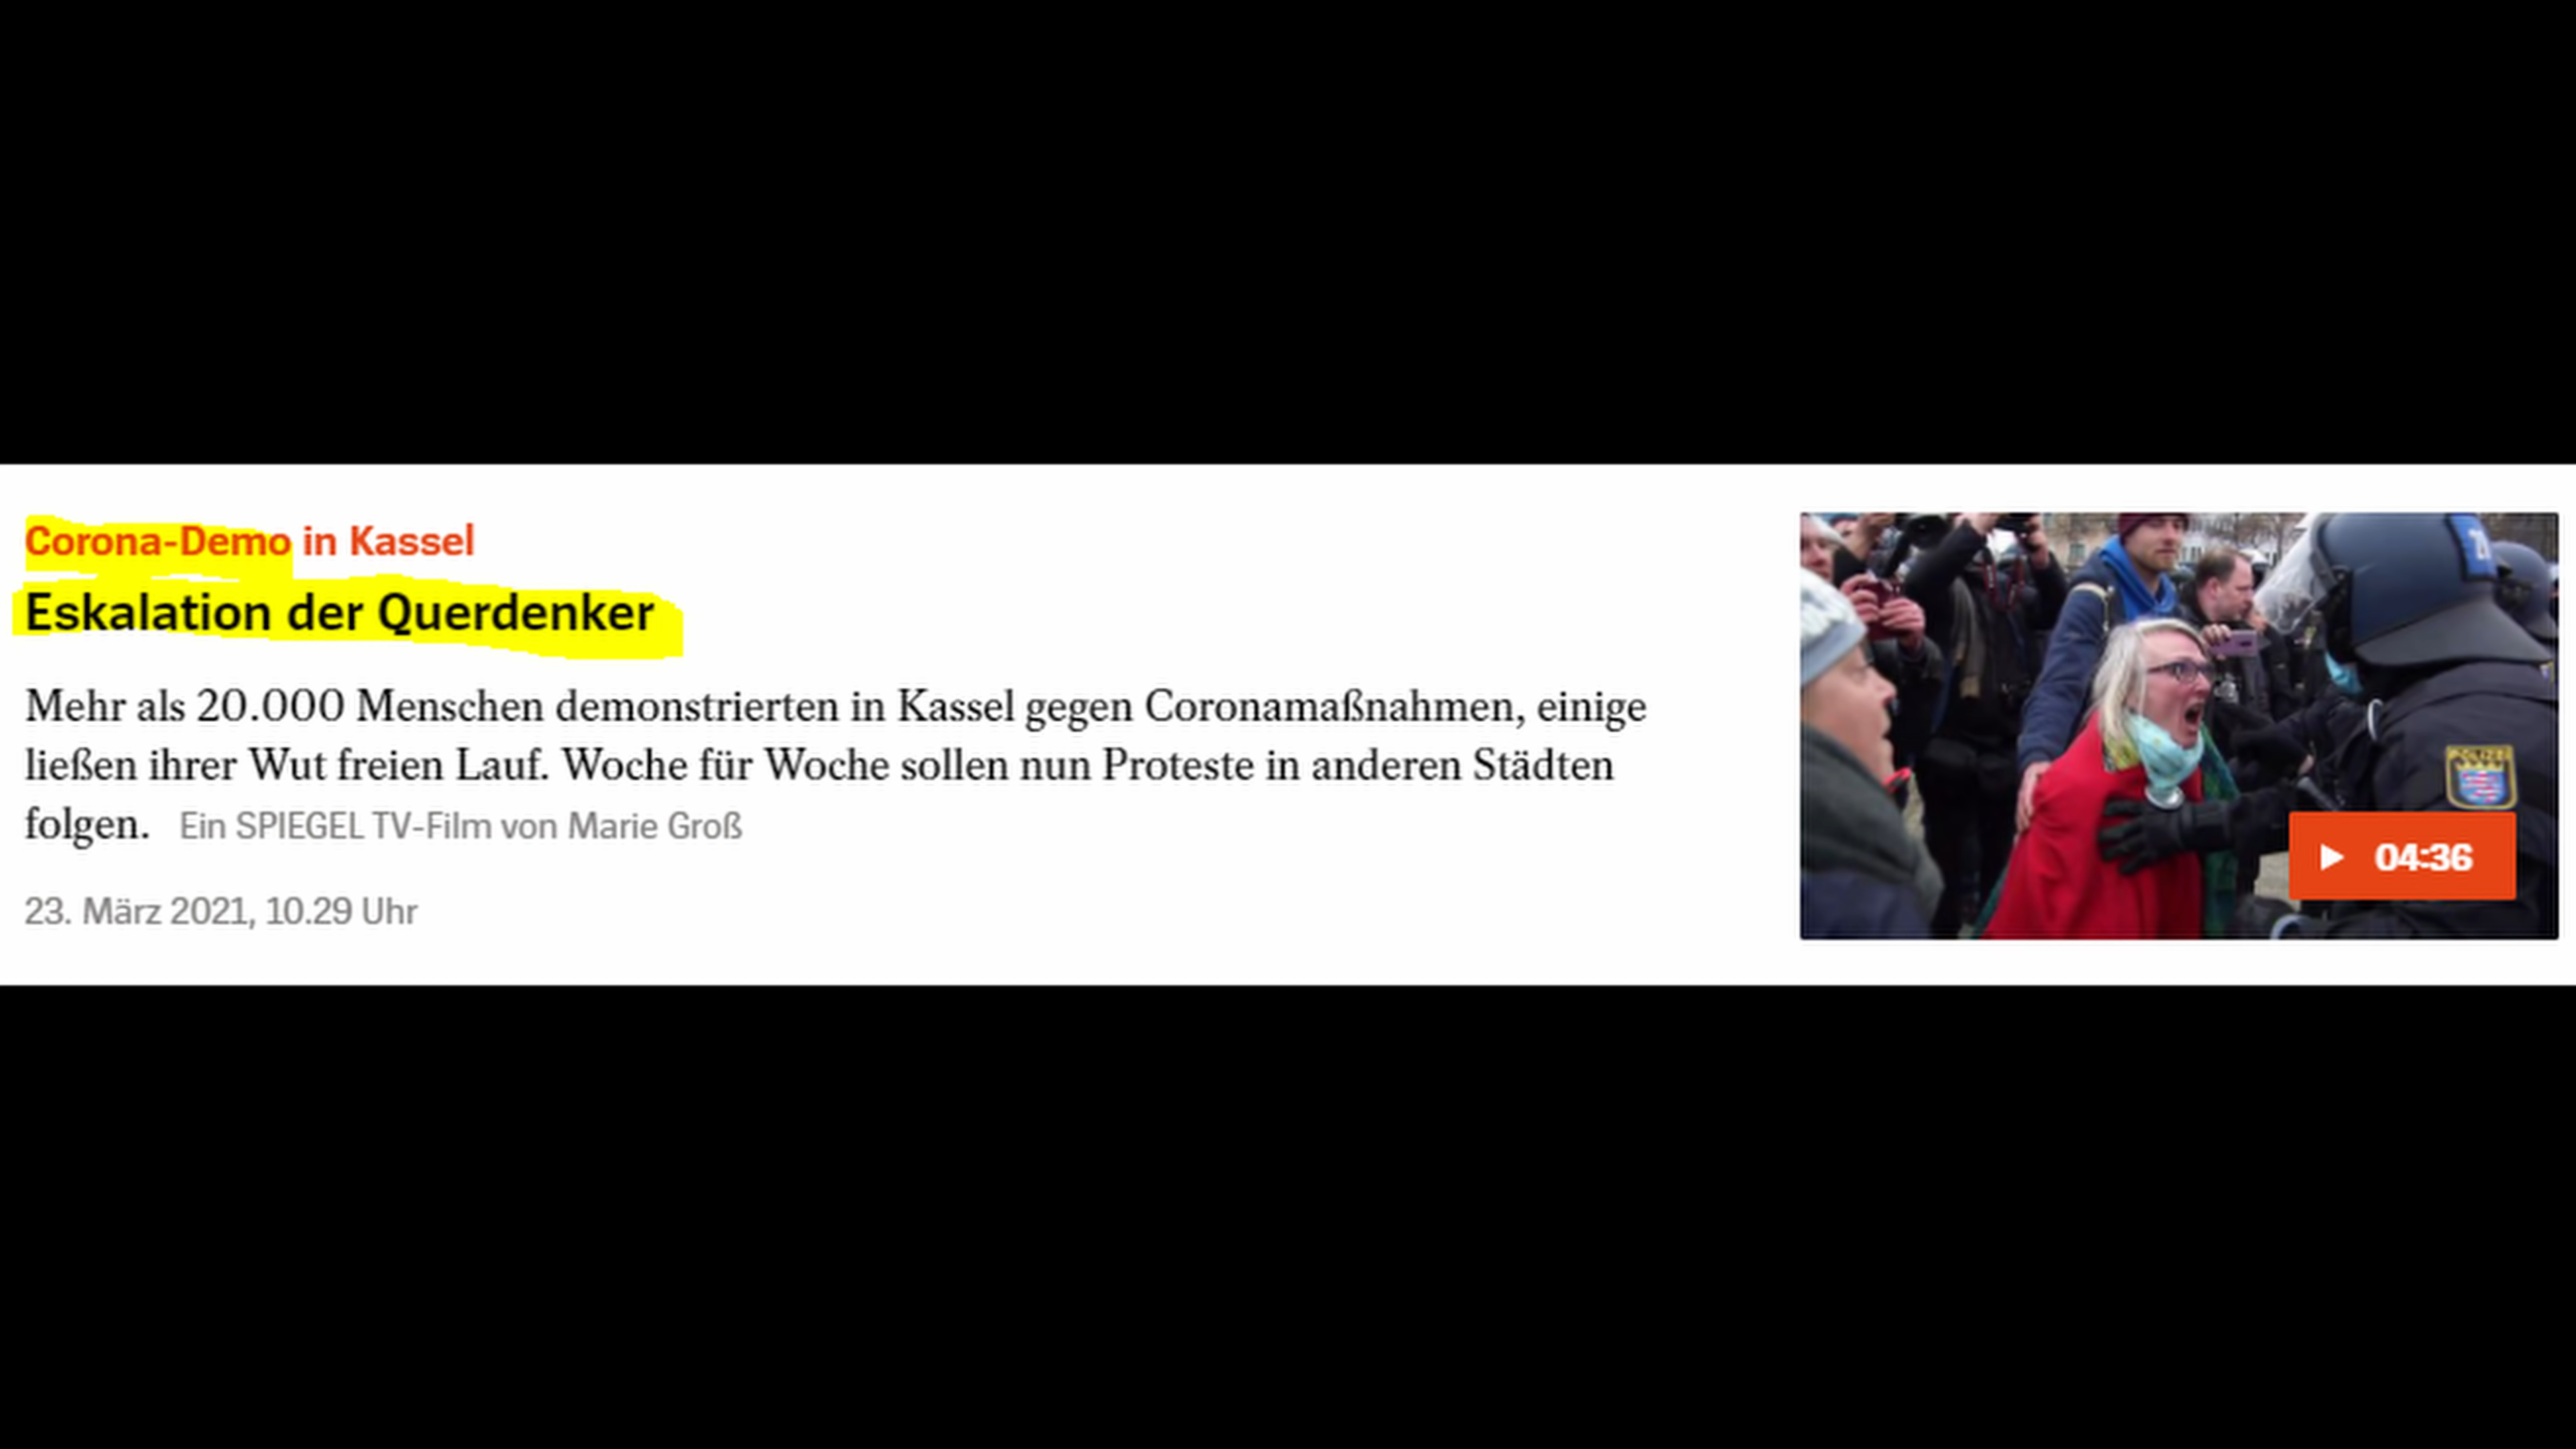 Corona-Demo in Kassel
Eskalation der Querdenker
Mehr als 20.000 Menschen demonstrierten in Kassel gegen Coronamaßnahmen, einige
ließen ihrer Wut freien Lauf. Woche für Woche sollen nun Proteste in anderen Städten
folgen. Ein SPIEGEL TV-Film von Marie Groß
23. März 2021, 10.29 Uhr
POLIZEI
04:36